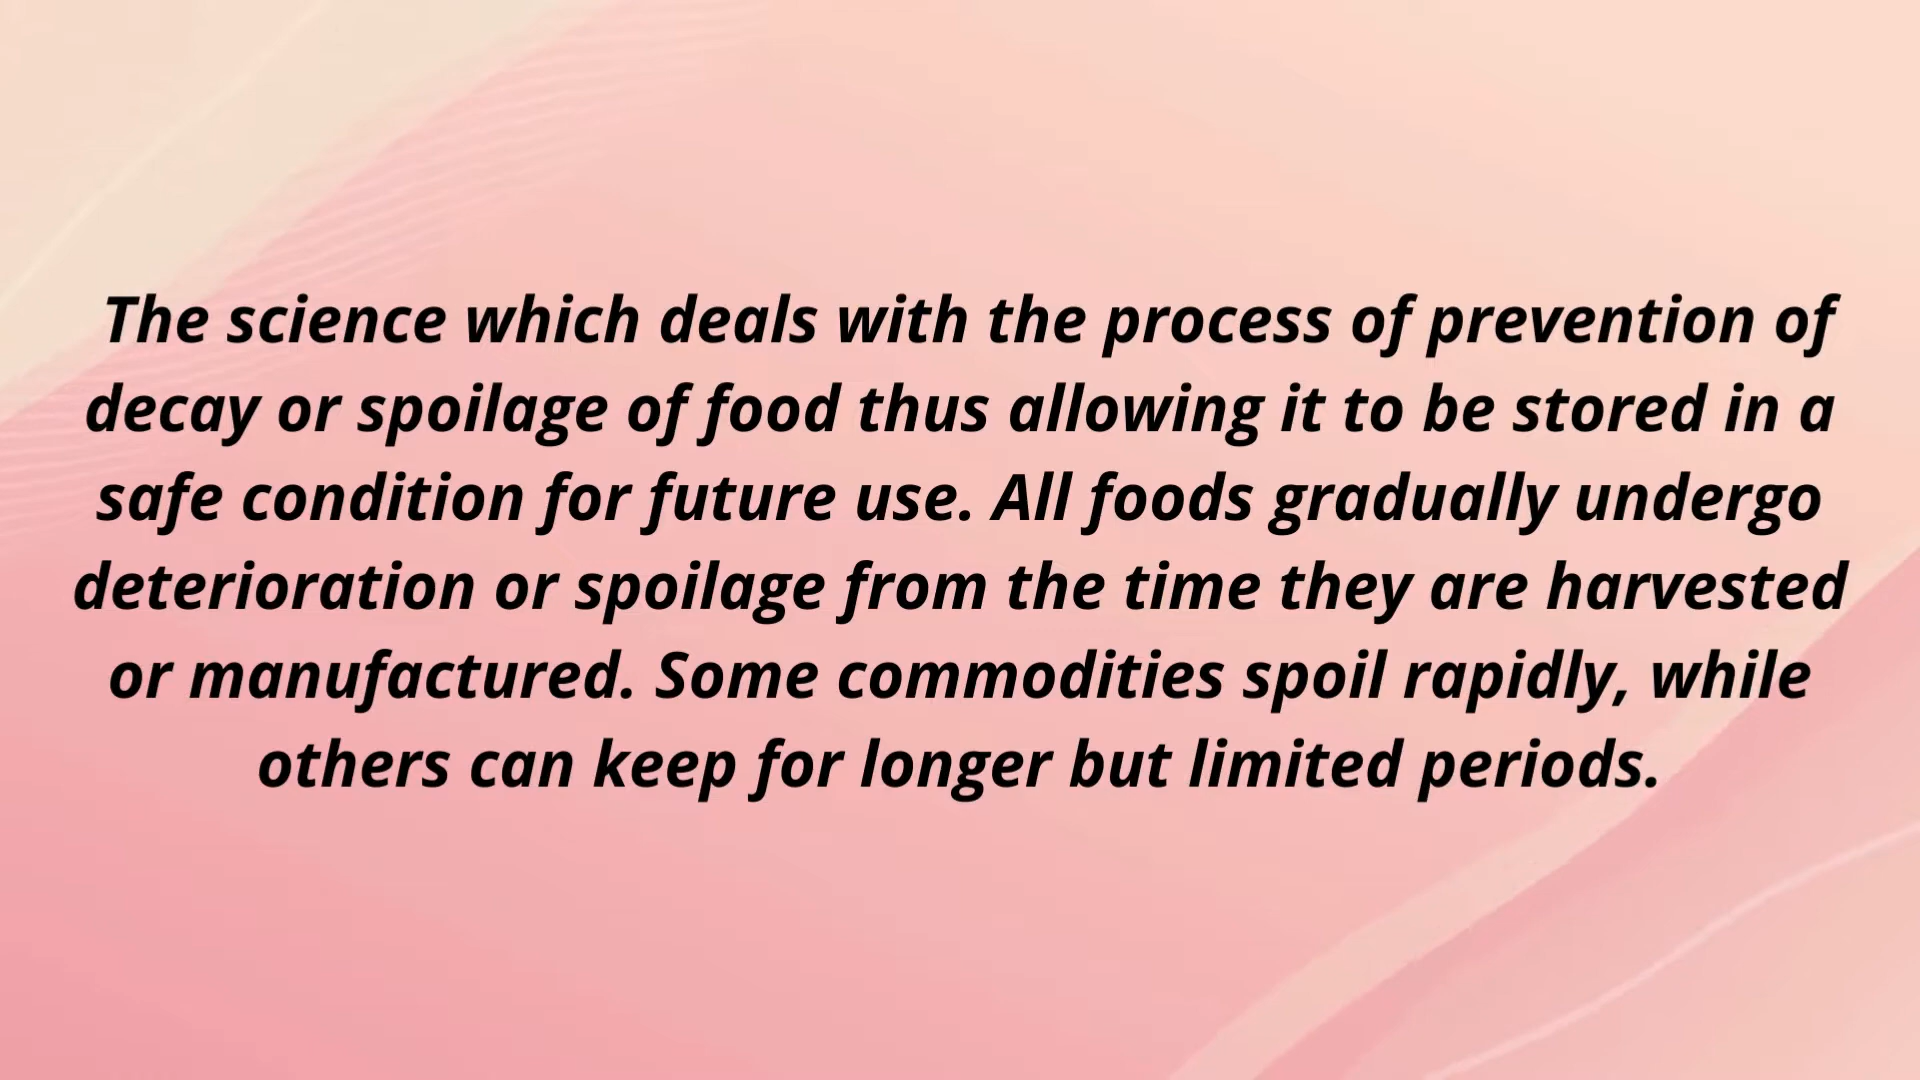 The science which deals with the process of prevention of
decay or spoilage of food thus allowing it to be stored in a
safe condition for future use. All foods gradually undergo
deterioration or spoilage from the time they are harvested
or manufactured. Some commodities spoil rapidly, while
others can keep for longer but limited periods.